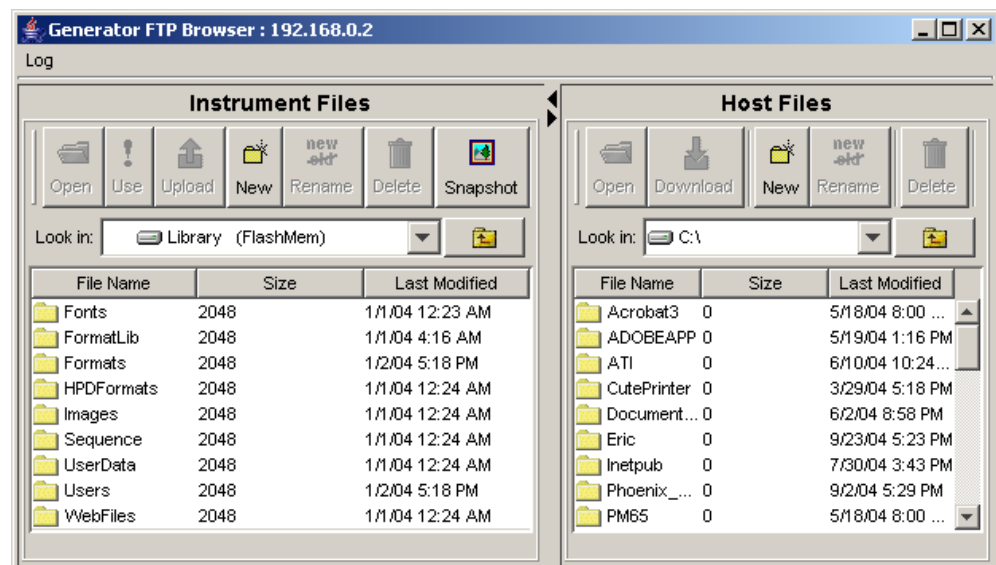 Generator FTP Browser : 192.168.0.2
Log
Instrument Files
Open Use Upload New new old Rename Delete Snapshot
Look in: Library (FlashMem)
File Name Size Last Modified
Fonts 2048 1/1/04 12:23 AM
FormatLib 2048 1/1/04 4:16 AM
Formats 2048 1/2/04 5:18 PM
HPDFormats 2048 1/1/04 12:24 AM
Images 2048 1/1/04 12:24 AM
Sequence 2048 1/1/04 12:24 AM
UserData 2048 1/1/04 12:24 AM
Users 2048 1/2/04 5:18 PM
WebFiles 2048 1/1/04 12:24 AM
Host Files
Open Download New new old Rename Delete
Look in: C:\
File Name Size Last Modified
Acrobat3 0 5/18/04 8:00 ...
ADOBEAPP 0 5/19/04 1:16 PM
ATI 0 6/10/04 10:24...
CutePrinter 0 3/29/04 5:18 PM
Document... 0 6/2/04 8:58 PM
Eric 0 9/23/04 5:23 PM
Inetpub 0 7/30/04 3:43 PM
Phoenix_... 0 9/2/04 5:29 PM
PM65 0 5/18/04 8:00 ...